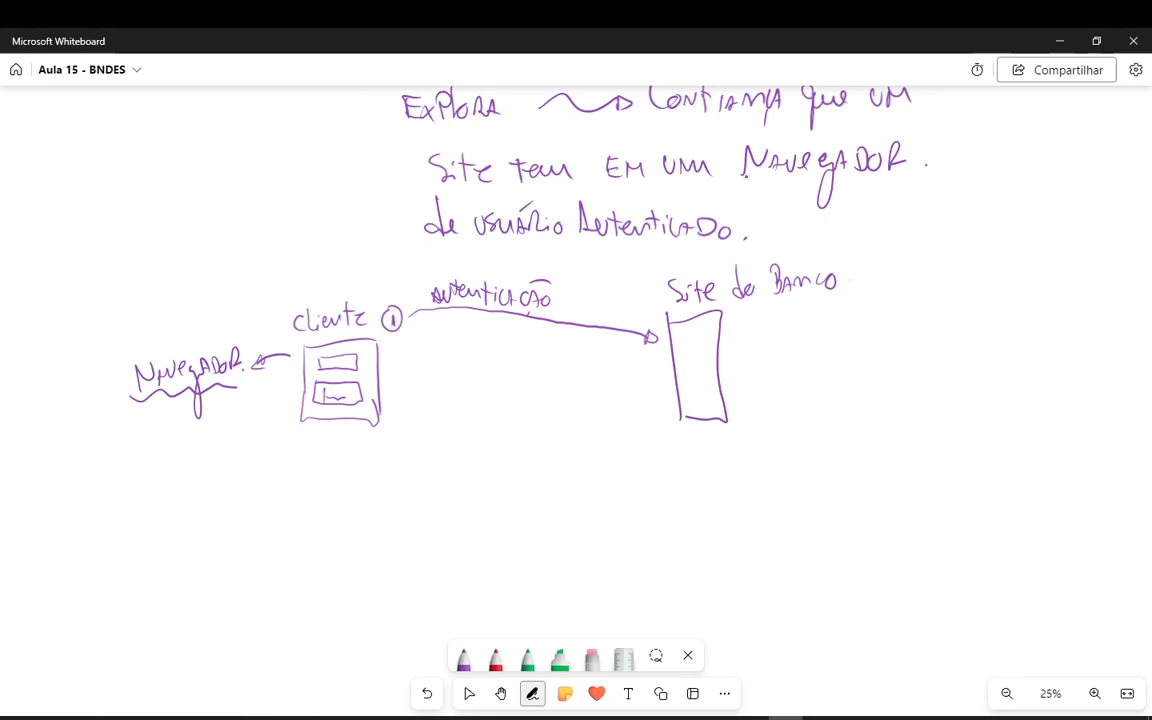 Microsoft Whiteboard
Aula 15 - BNDES
Compartilhar
EXPLORA CONFIANÇA que UM
Site tem EM UM NAVEGADOR.
de USUÁRIO AUTENTICADO.
AUTENTICAÇÃO
Site do BANCO
Cliente 1
NAVEGADOR.
25%